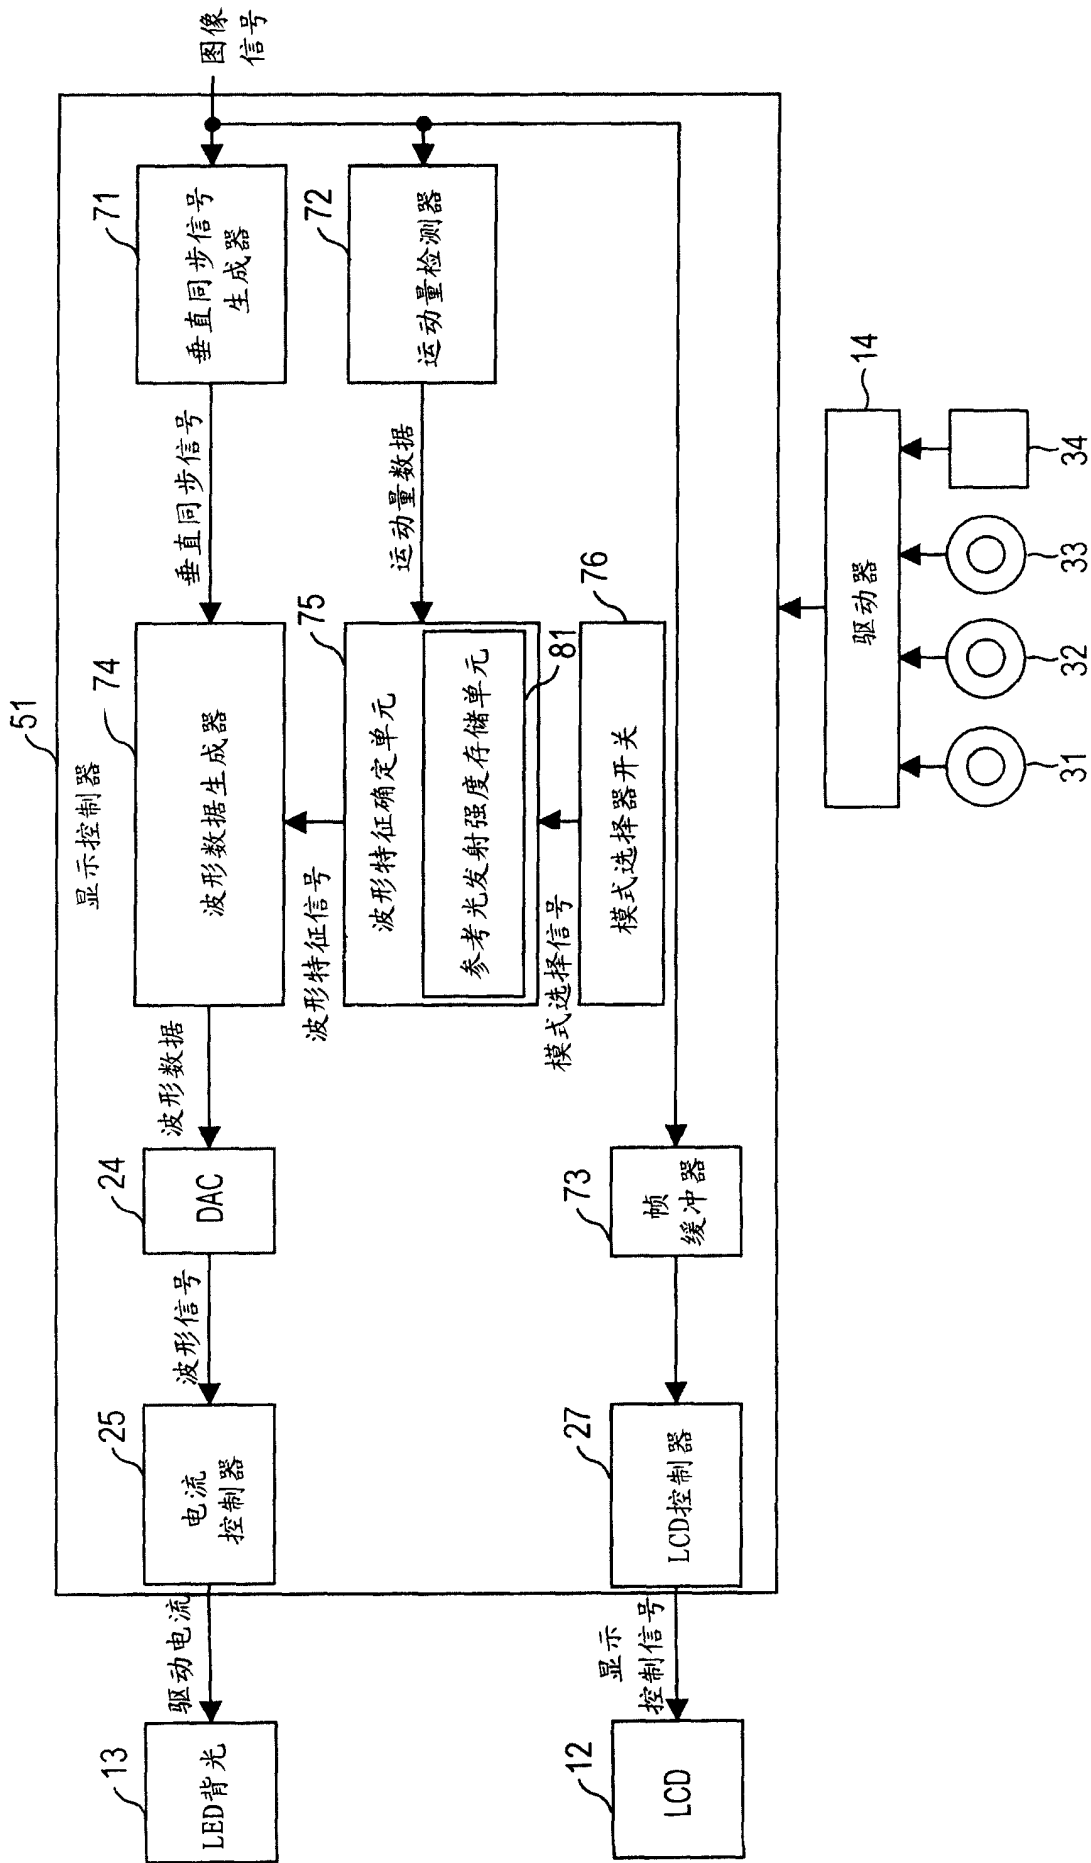 51
显示控制器
图像
信号
71
垂直同步信号
生成器
垂直同步信号
74
波形数据生成器
波形数据
24
DAC
波形信号
25
电流
控制器
驱动电流
13
LED背光
72
运动量检测器
运动量数据
75
波形特征确定单元
81
参考光发射强度存储单元
波形特征信号
76
模式选择器开关
模式选择信号
73
帧
缓冲器
27
LCD控制器
显示
控制信号
12
LCD
14
驱动器
31
32
33
34